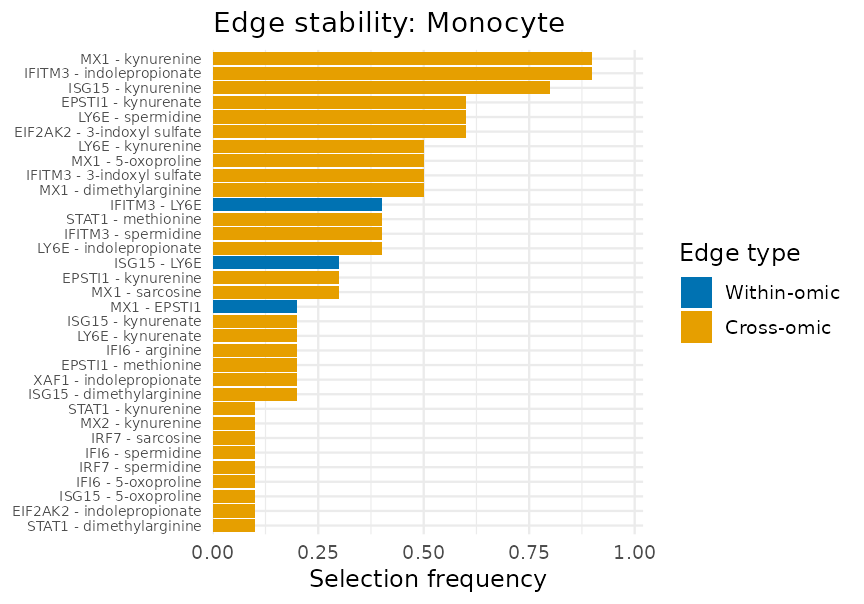 Edge stability: Monocyte
MX1 - kynurenine
IFITM3 - indolepropionate
ISG15 - kynurenine
EPSTI1 - kynurenate
LY6E - spermidine
EIF2AK2 - 3-indoxyl sulfate
LY6E - kynurenine
MX1 - 5-oxoproline
IFITM3 - 3-indoxyl sulfate
MX1 - dimethylarginine
IFITM3 - LY6E
STAT1 - methionine
IFITM3 - spermidine
LY6E - indolepropionate
ISG15 - LY6E
EPSTI1 - kynurenine
MX1 - sarcosine
MX1 - EPSTI1
ISG15 - kynurenate
LY6E - kynurenate
IFI6 - arginine
EPSTI1 - methionine
XAF1 - indolepropionate
ISG15 - dimethylarginine
STAT1 - kynurenine
MX2 - kynurenine
IRF7 - sarcosine
IFI6 - spermidine
IRF7 - spermidine
IFI6 - 5-oxoproline
ISG15 - 5-oxoproline
EIF2AK2 - indolepropionate
STAT1 - dimethylarginine
0.00 0.25 0.50 0.75 1.00
Selection frequency
Edge type
Within-omic
Cross-omic